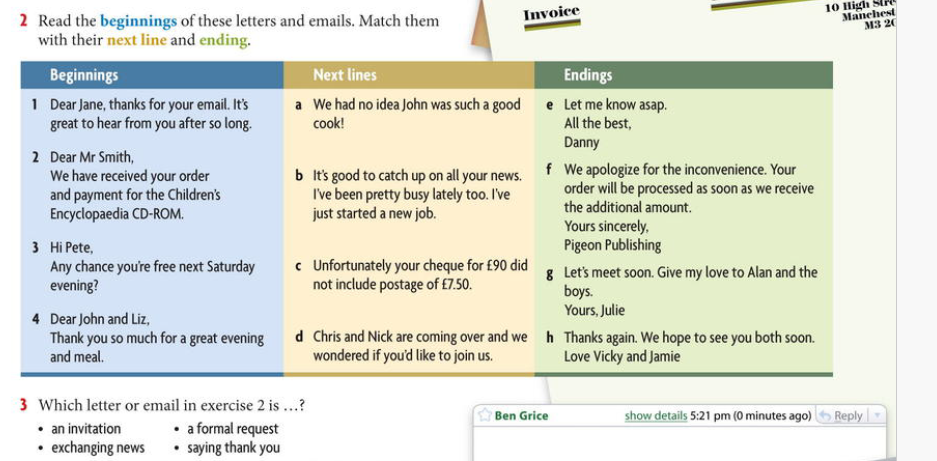 2 Read the beginnings of these letters and emails. Match them
with their next line and ending.
Invoice
10 High
Manchest
M3 2
Beginnings
1 Dear Jane, thanks for your email. It's
great to hear from you after so long.
2 Dear Mr Smith,
We have received your order
and payment for the Children's
Encyclopaedia CD-ROM.
3 Hi Pete,
Any chance you're free next Saturday
evening?
4 Dear John and Liz,
Thank you so much for a great evening
and meal.
Next lines
a We had no idea John was such a good
cook!
b It's good to catch up on all your news.
I've been pretty busy lately too. I've
just started a new job.
c Unfortunately your cheque for £90 did
not include postage of £7.50.
d Chris and Nick are coming over and we
wondered if you'd like to join us.
Endings
e Let me know asap.
All the best,
Danny
f We apologize for the inconvenience. Your
order will be processed as soon as we receive
the additional amount.
Yours sincerely,
Pigeon Publishing
g Let's meet soon. Give my love to Alan and the
boys.
Yours, Julie
h Thanks again. We hope to see you both soon.
Love Vicky and Jamie
3 Which letter or email in exercise 2 is …?
• an invitation • a formal request
• exchanging news • saying thank you
Ben Grice show details 5:21 pm (0 minutes ago) Reply